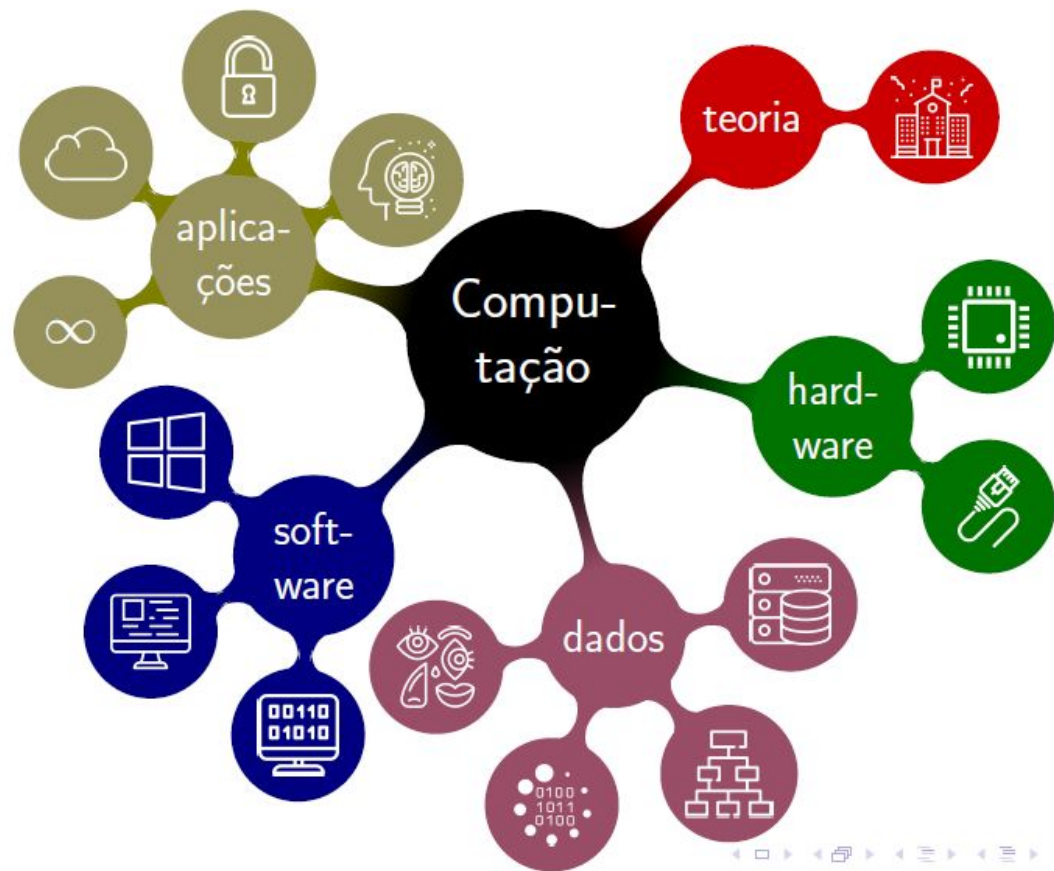 teoria
aplica-
ções
∞
Compu-
tação
hard-
ware
soft-
ware
dados
00110
01010
0100
1011
0100